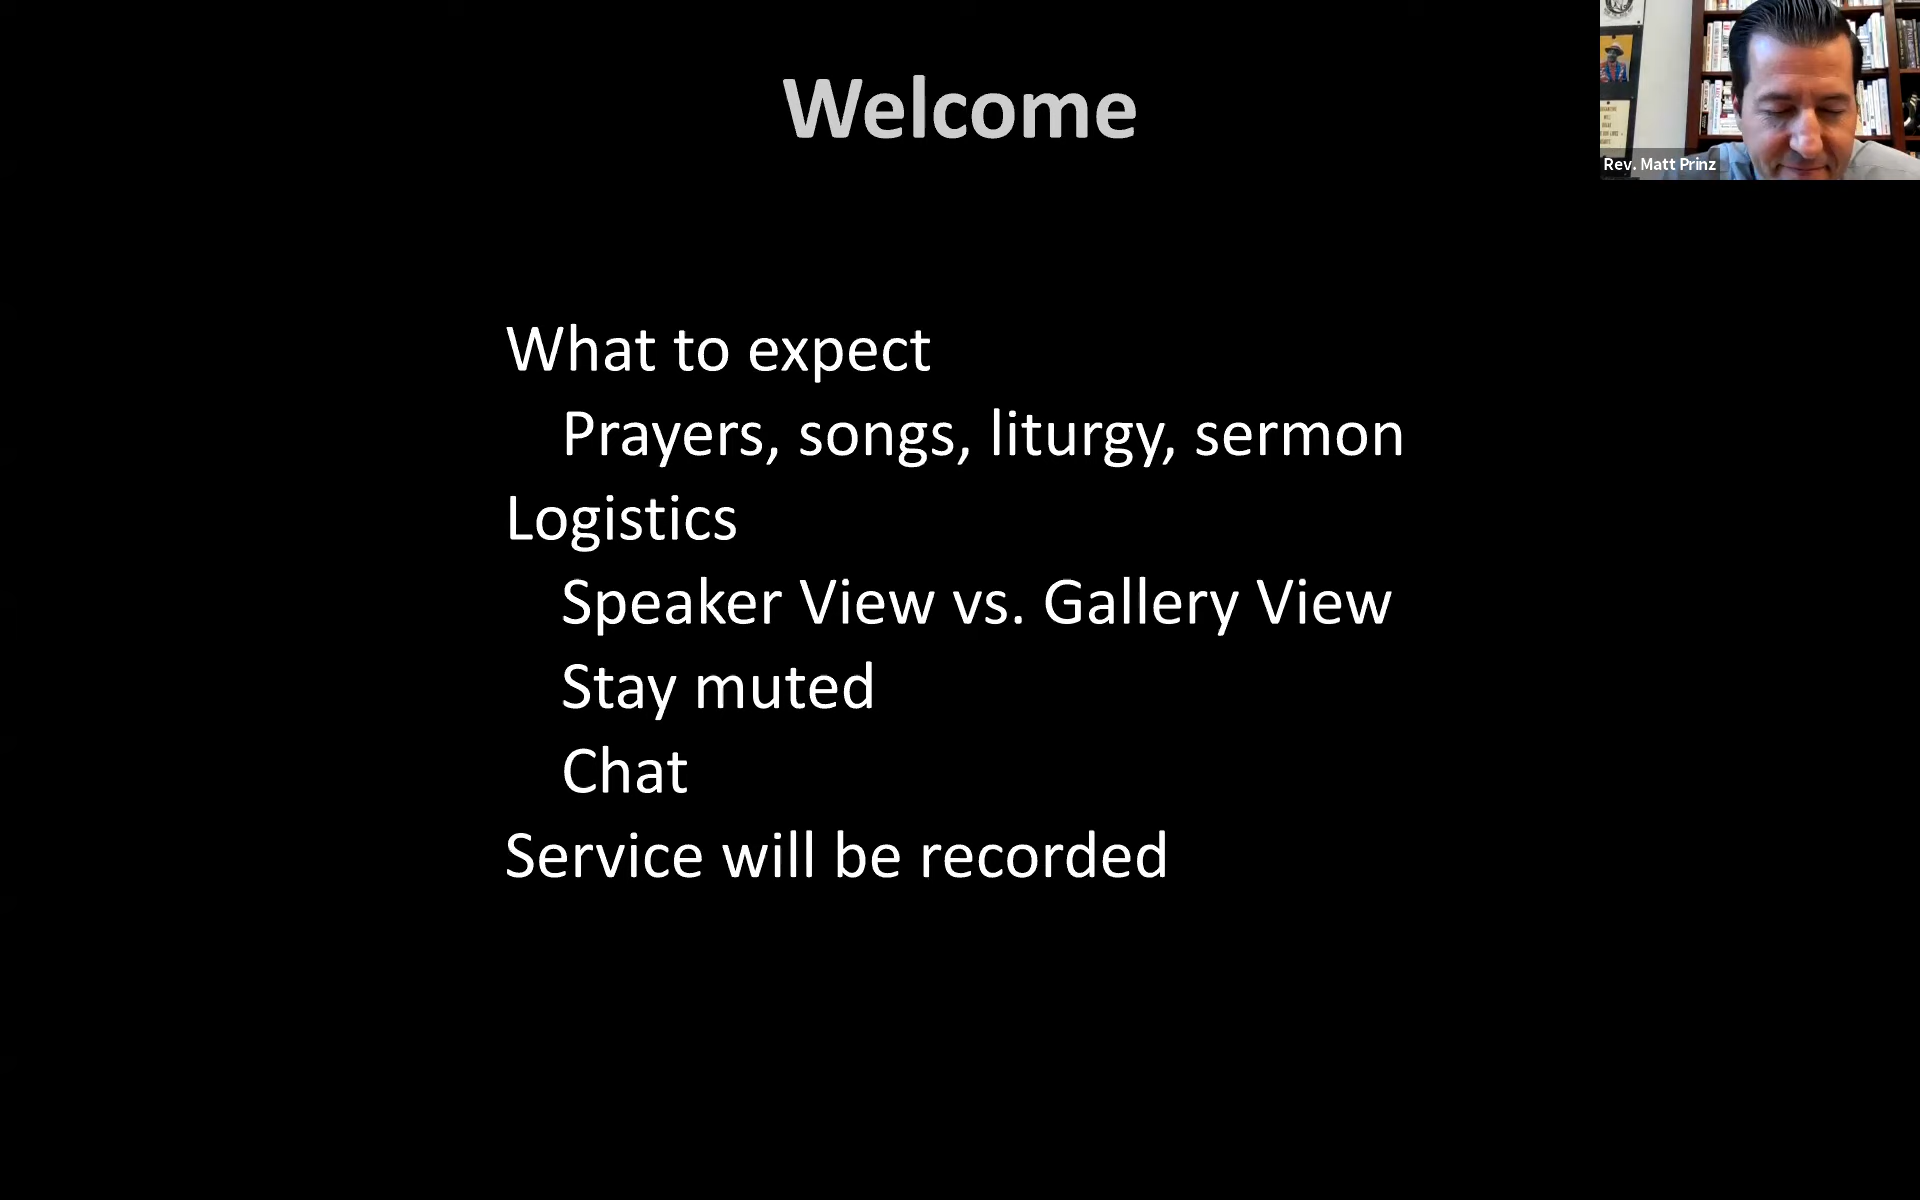 Welcome
Rev. Matt Prinz
What to expect
Prayers, songs, liturgy, sermon
Logistics
Speaker View vs. Gallery View
Stay muted
Chat
Service will be recorded